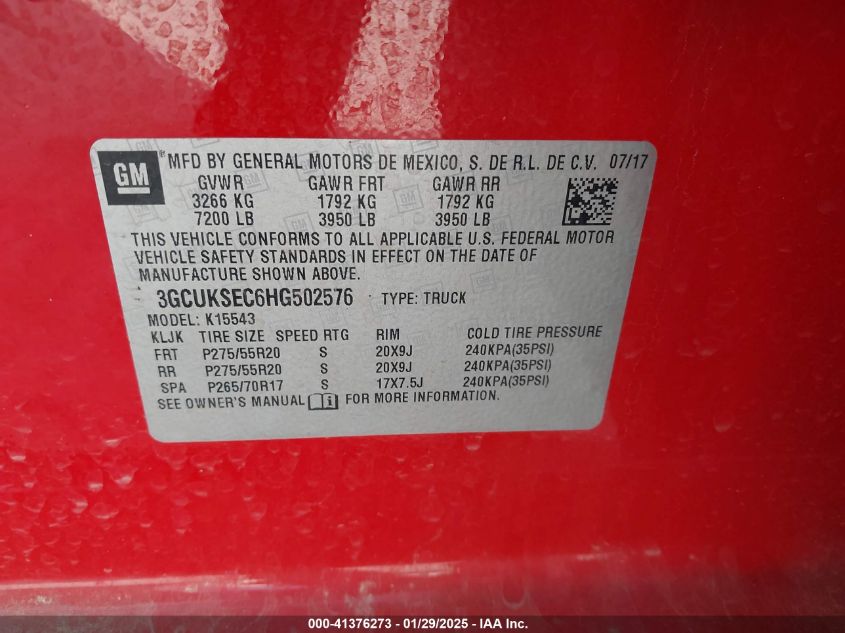 GM ® MFD BY GENERAL MOTORS DE MEXICO, S. DE R.L. DE C.V. 07/17
GVWR GAWR FRT GAWR RR
3266 KG 1792 KG 1792 KG
7200 LB 3950 LB 3950 LB
THIS VEHICLE CONFORMS TO ALL APPLICABLE U.S. FEDERAL MOTOR
VEHICLE SAFETY STANDARDS IN EFFECT ON THE DATE OF
MANUFACTURE SHOWN ABOVE.
3GCUKSEC6HG502576 TYPE: TRUCK
MODEL: K15543
KLJK TIRE SIZE SPEED RTG RIM COLD TIRE PRESSURE
FRT P275/55R20 S 20X9J 240KPA(35PSI)
RR P275/55R20 S 20X9J 240KPA(35PSI)
SPA P265/70R17 S 17X7.5J 240KPA(35PSI)
SEE OWNER'S MANUAL i FOR MORE INFORMATION.
000-41376273 - 01/29/2025 - IAA Inc.